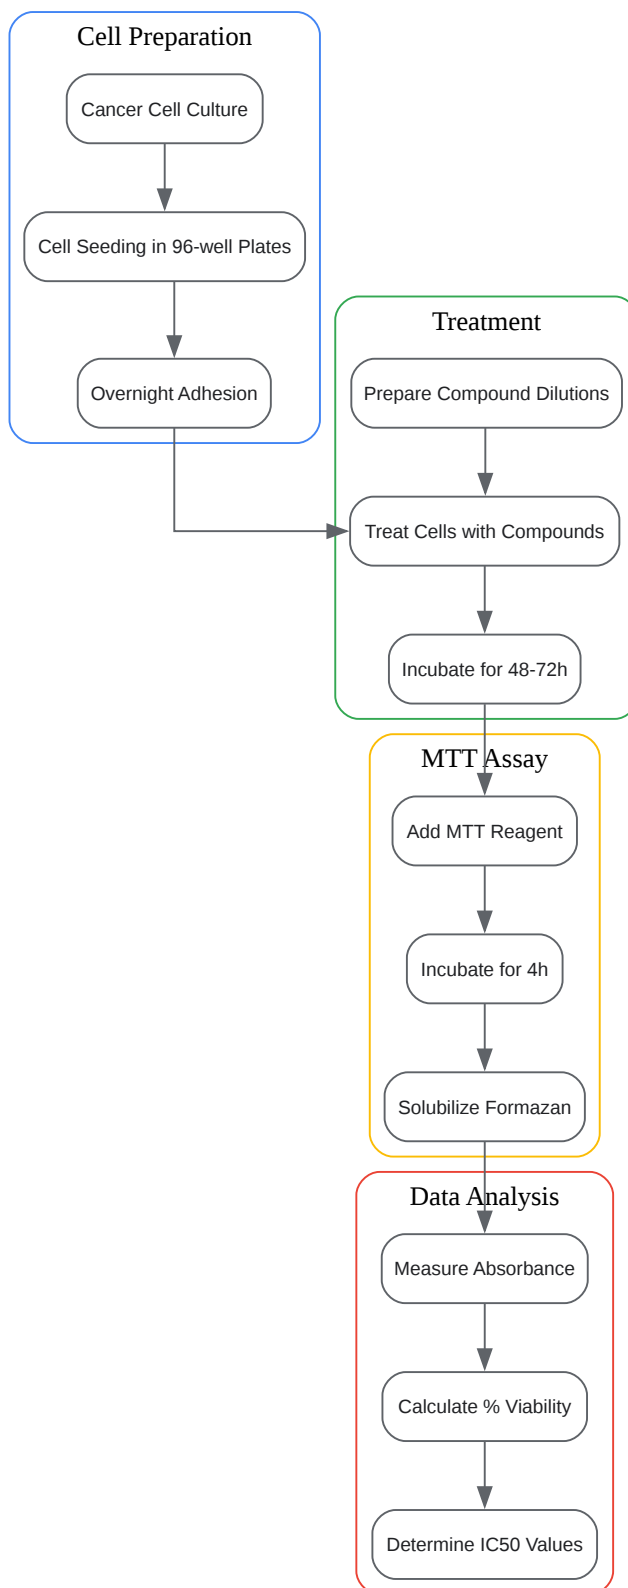 Cell Preparation
Cancer Cell Culture
Cell Seeding in 96-well Plates
Overnight Adhesion
Treatment
Prepare Compound Dilutions
Treat Cells with Compounds
Incubate for 48-72h
MTT Assay
Add MTT Reagent
Incubate for 4h
Solubilize Formazan
Data Analysis
Measure Absorbance
Calculate % Viability
Determine IC50 Values